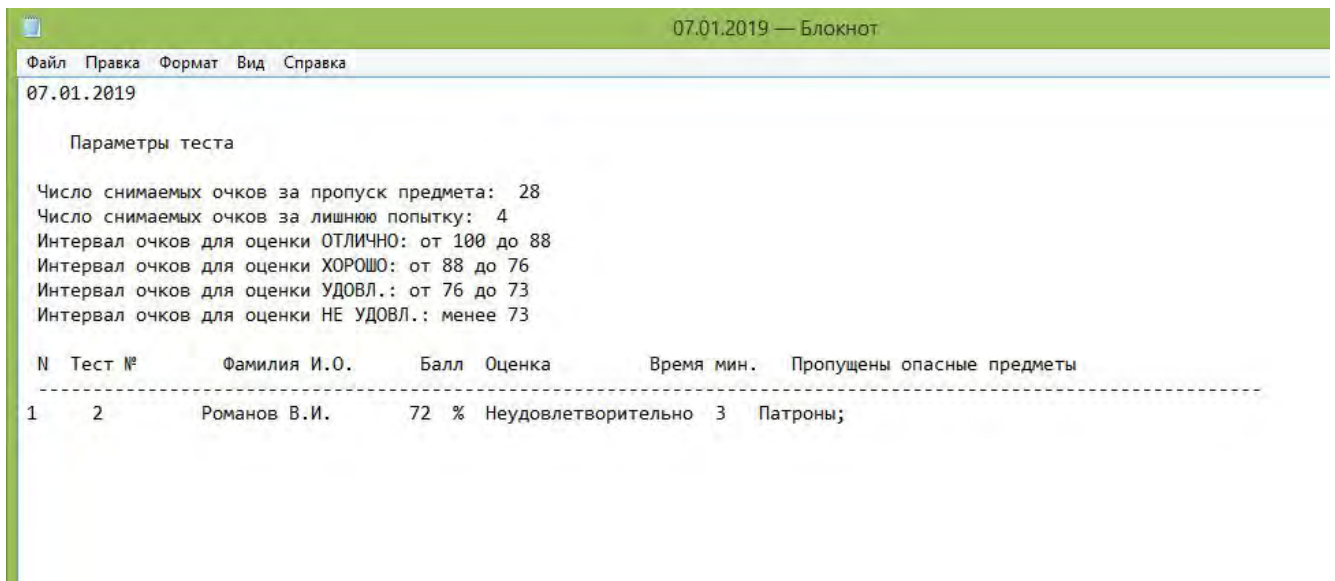 07.01.2019 — Блокнот
Файл Правка Формат Вид Справка
07.01.2019
Параметры теста
Число снимаемых очков за пропуск предмета: 28
Число снимаемых очков за лишнюю попытку: 4
Интервал очков для оценки ОТЛИЧНО: от 100 до 88
Интервал очков для оценки ХОРОШО: от 88 до 76
Интервал очков для оценки УДОВЛ.: от 76 до 73
Интервал очков для оценки НЕ УДОВЛ.: менее 73
N Тест № Фамилия И.О. Балл Оценка Время мин. Пропущены опасные предметы
--------------------------------------------------------------------------------
1 2 Романов В.И. 72 % Неудовлетворительно 3 Патроны;